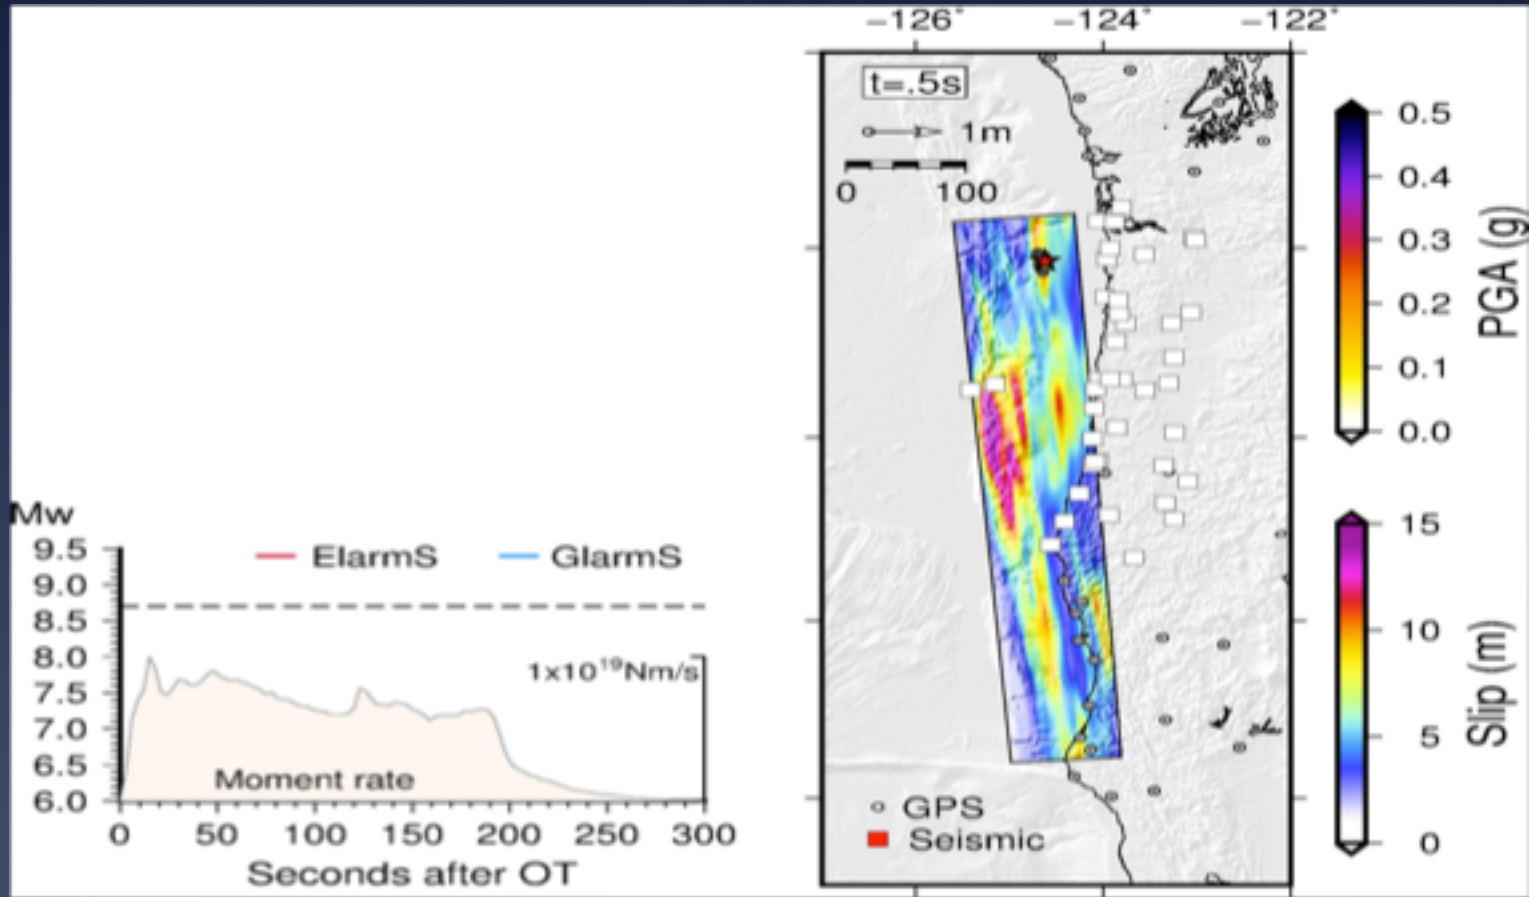 −126° −124° −122°
t=.5s
1m
0 100
GPS
Seismic
0.5
0.4
0.3
0.2
0.1
0.0
PGA (g)
15
10
5
0
Slip (m)
Mw
9.5
9.0
8.5
8.0
7.5
7.0
6.5
6.0
ElarmS GlarmS
1x10¹⁹Nm/s
Moment rate
0 50 100 150 200 250 300
Seconds after OT